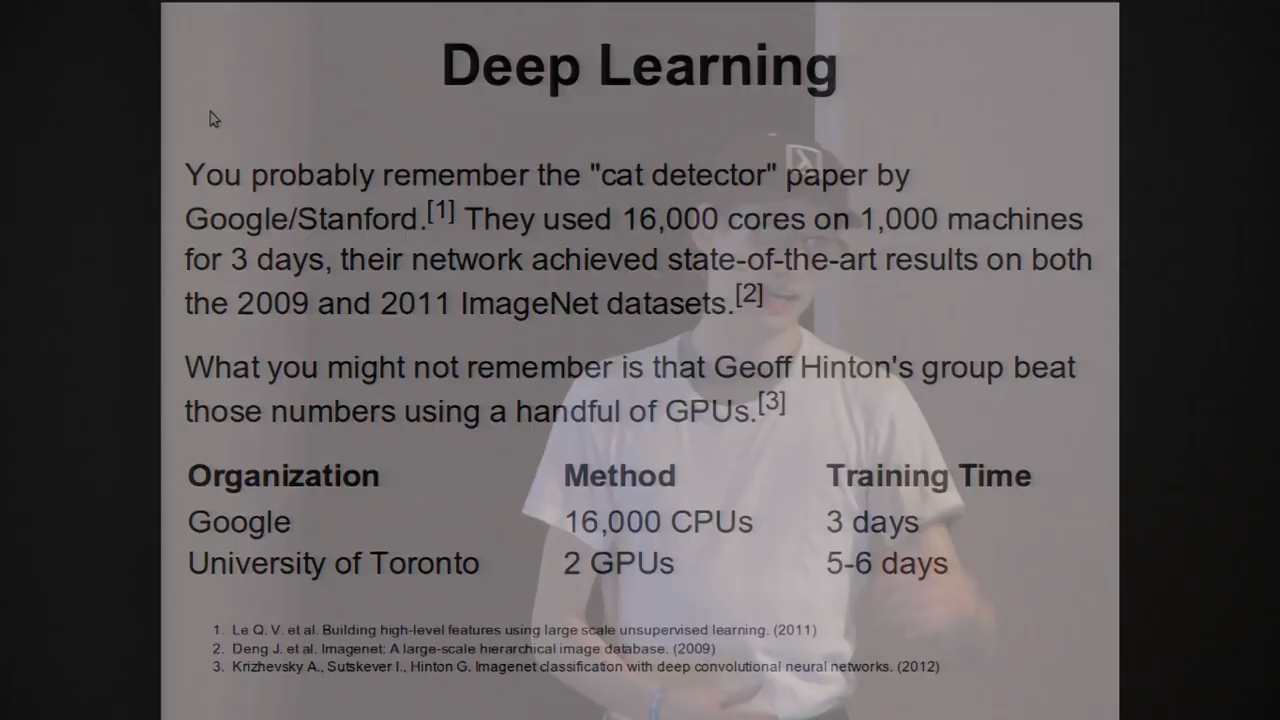 Deep Learning
You probably remember the "cat detector" paper by
Google/Stanford.[1] They used 16,000 cores on 1,000 machines
for 3 days, their network achieved state-of-the-art results on both
the 2009 and 2011 ImageNet datasets.[2]
What you might not remember is that Geoff Hinton's group beat
those numbers using a handful of GPUs.[3]
Organization Method Training Time
Google 16,000 CPUs 3 days
University of Toronto 2 GPUs 5-6 days
1. Le Q. V. et al. Building high-level features using large scale unsupervised learning. (2011)
2. Deng J. et al. Imagenet: A large-scale hierarchical image database. (2009)
3. Krizhevsky A., Sutskever I., Hinton G. Imagenet classification with deep convolutional neural networks. (2012)